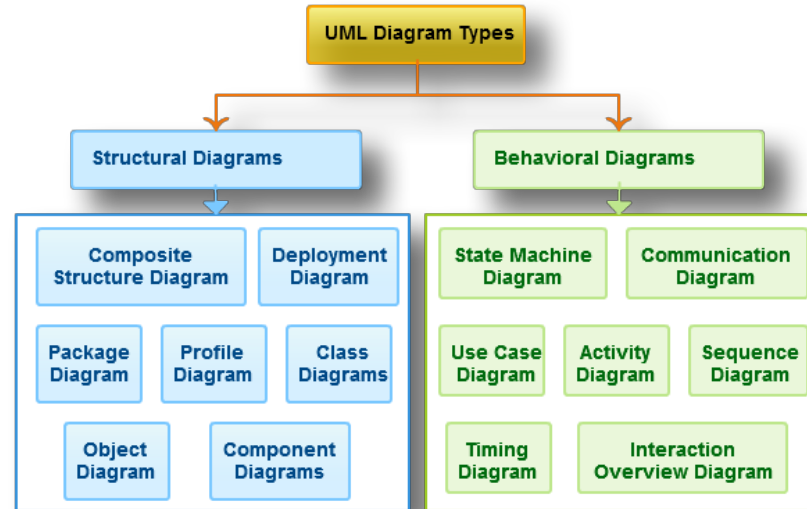 UML Diagram Types
Structural Diagrams
Behavioral Diagrams
Composite
Structure Diagram
Deployment
Diagram
Package
Diagram
Profile
Diagram
Class
Diagrams
Object
Diagram
Component
Diagrams
State Machine
Diagram
Communication
Diagram
Use Case
Diagram
Activity
Diagram
Sequence
Diagram
Timing
Diagram
Interaction
Overview Diagram